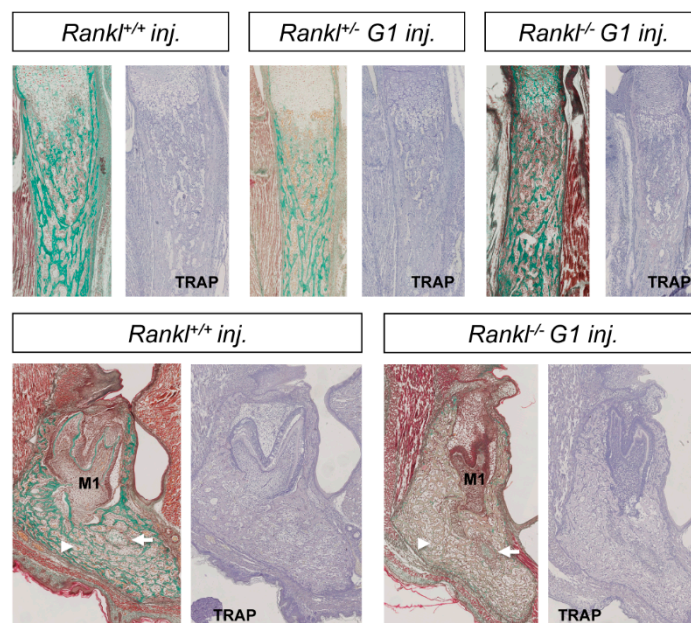 Rankl+/+ inj.
Rankl+/- G1 inj.
Rankl-/- G1 inj.
TRAP
TRAP
TRAP
Rankl+/+ inj.
Rankl-/- G1 inj.
M1
M1
TRAP
TRAP